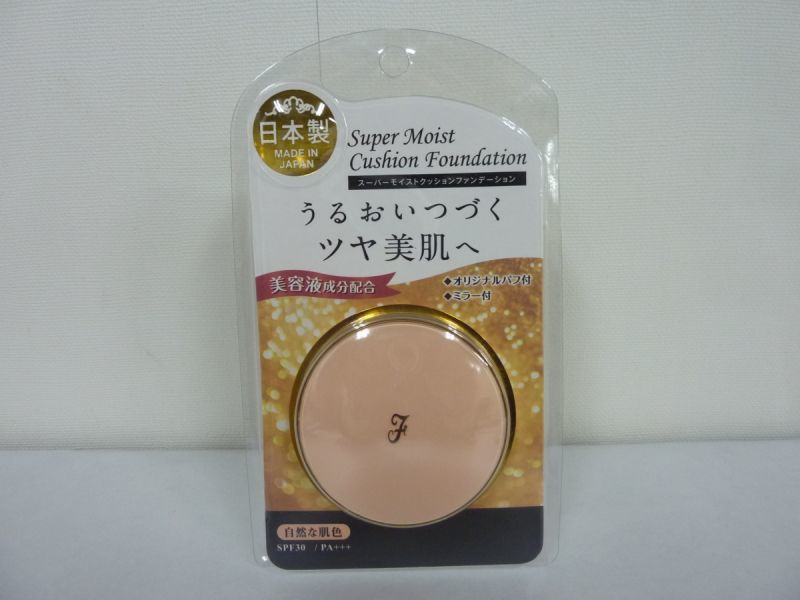 日本製
MADE IN
JAPAN
Super Moist
Cushion Foundation
スーパーモイストクッションファンデーション
うるおいつづく
ツヤ美肌へ
美容液成分配合
◆オリジナルパフ付
◆ミラー付
F
自然な肌色
SPF30 / PA+++